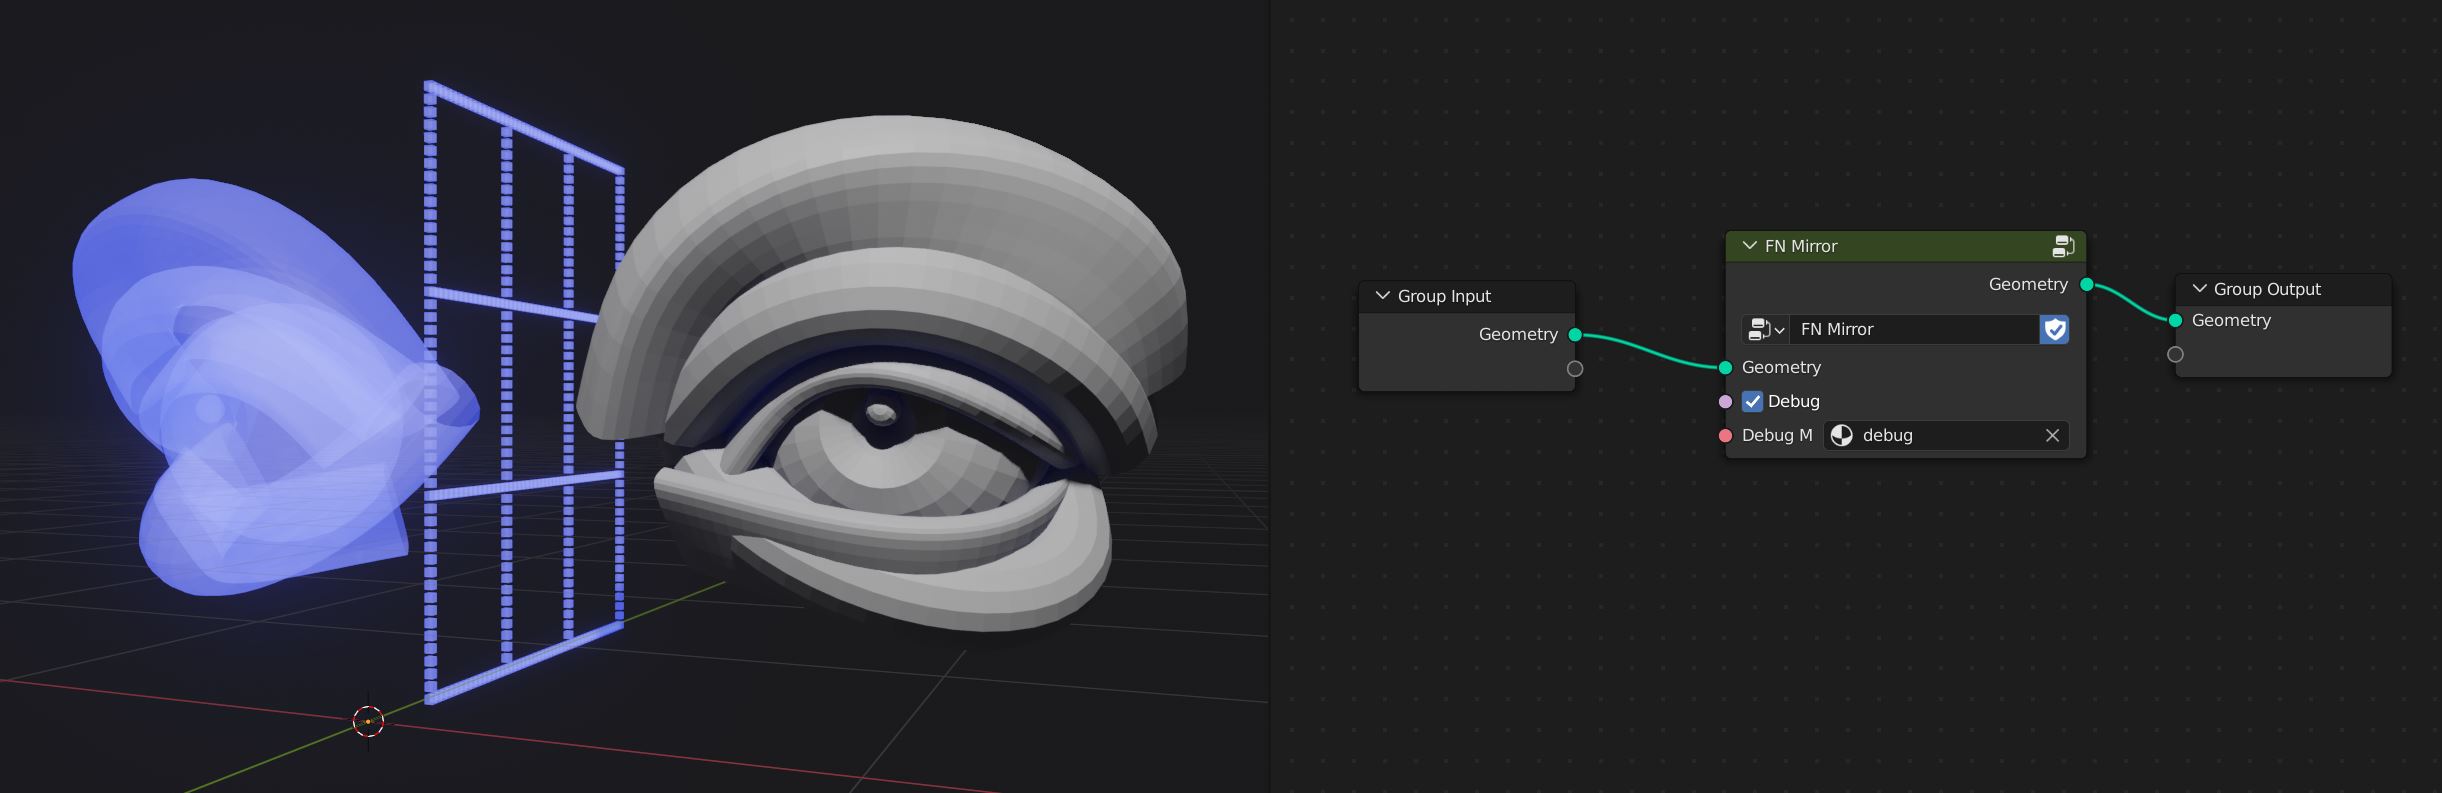 Group Input
Geometry
FN Mirror
Geometry
FN Mirror
Geometry
Debug
Debug M
debug
Group Output
Geometry